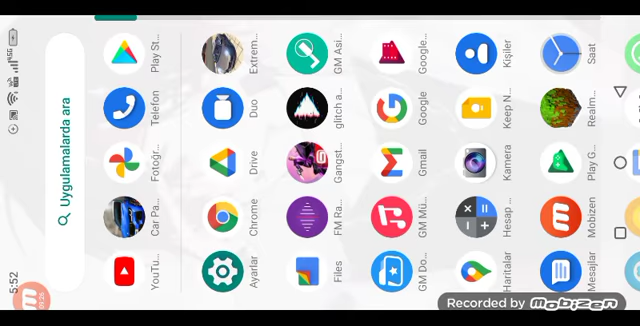 5:52
4.5G
Uygulamalarda ara
YouTu...
Car Pa...
Fotoğr...
Telefon
Play St...
Ayarlar
Chrome
Drive
Duo
Extrem...
Files
FM Ra...
Gangst...
glitch a...
GM Asi...
GM Do...
GM Mü...
Gmail
Google
Google...
Haritalar
Hesap ...
Kamera
Keep N...
Kişiler
Mesajlar
Mobizen
Play G...
Realm...
Saat
Recorded by Mobizen